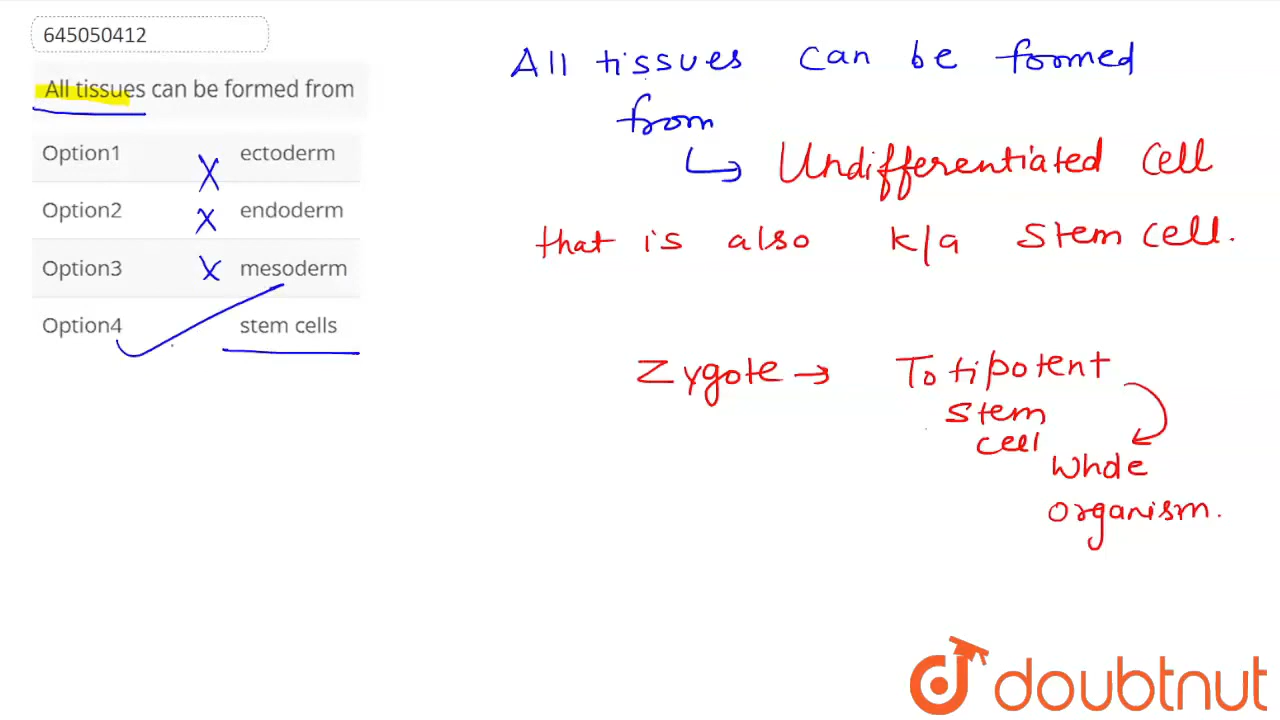 645050412
All tissues can be formed from
Option1 X ectoderm
Option2 X endoderm
Option3 X mesoderm
Option4 stem cells
All tissues can be formed
from
Undifferentiated cell
that is also k/a stem cell.
Zygote → Totipotent
stem
cell
whole
organism.
doubtnut